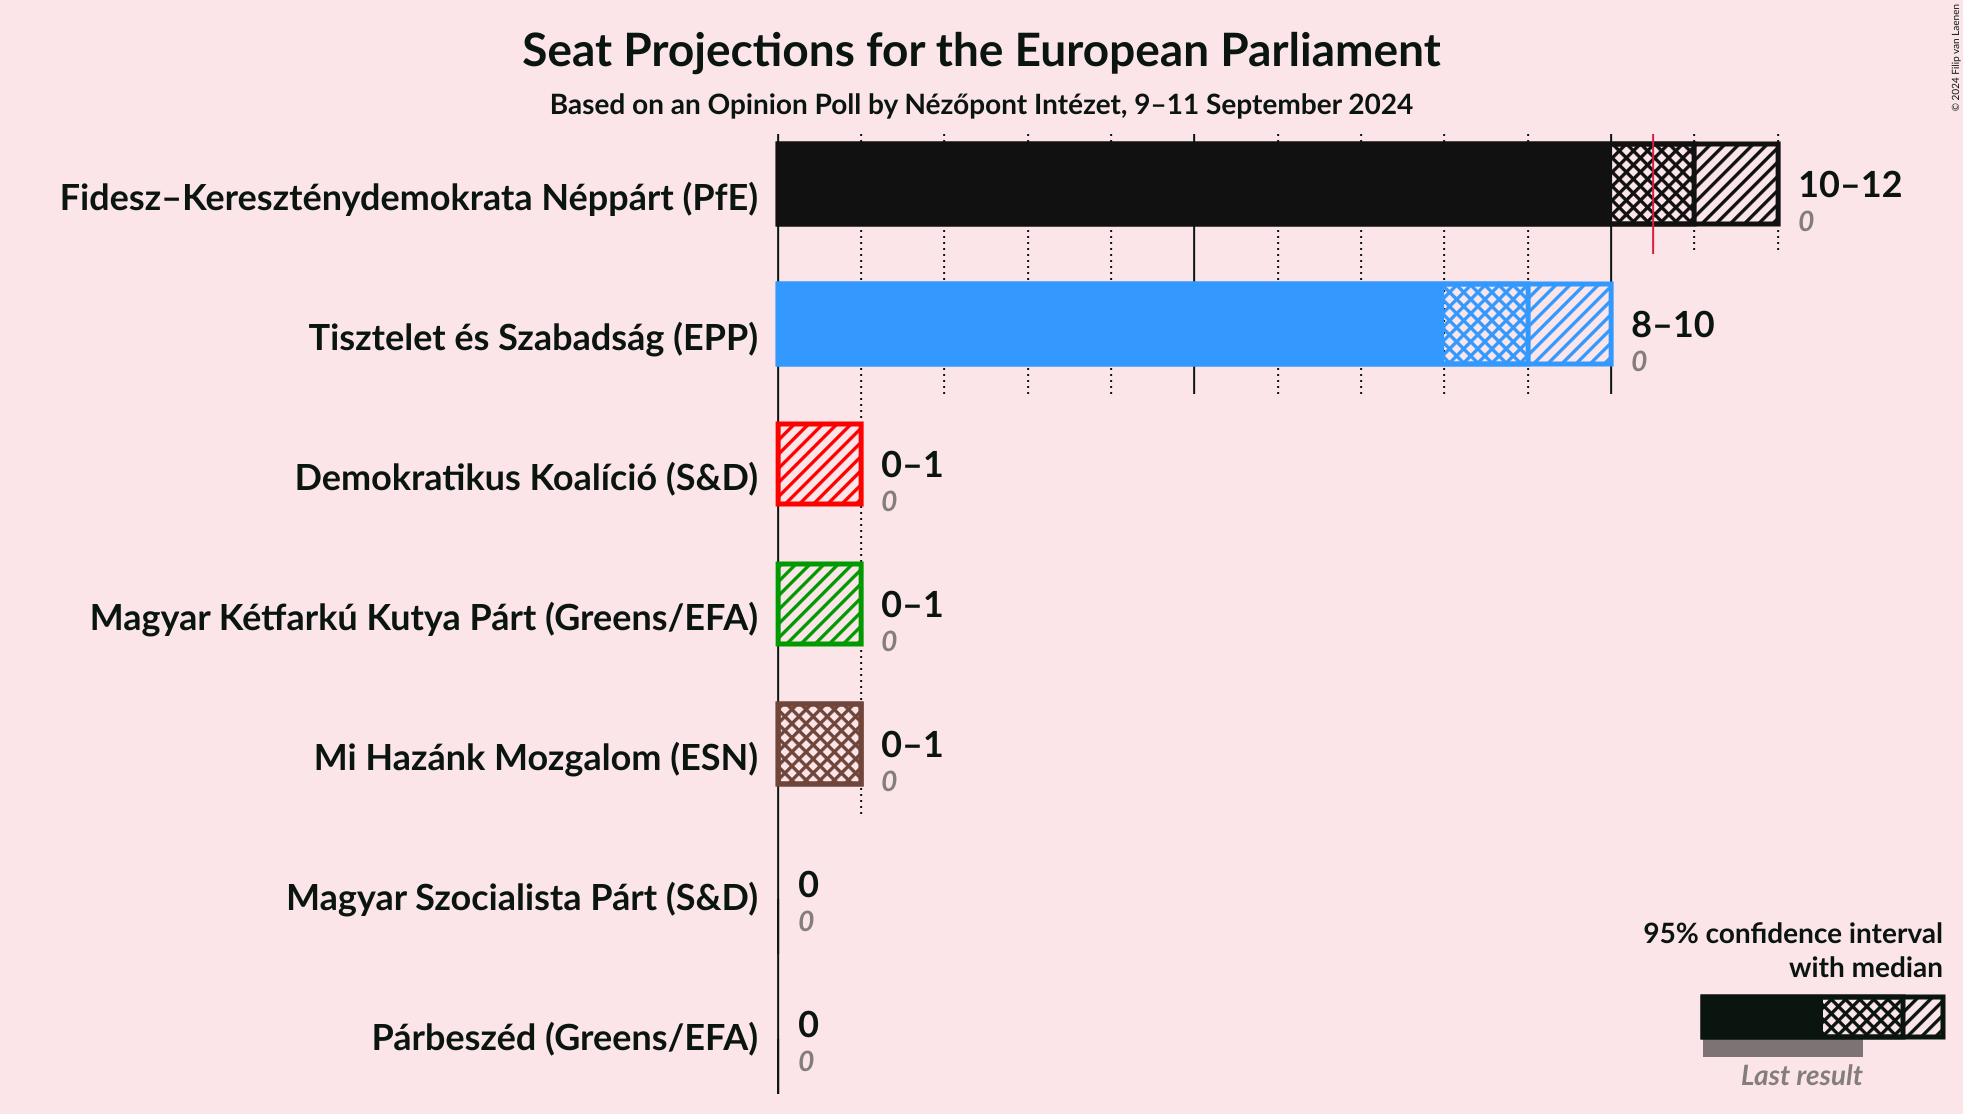 Seat Projections for the European Parliament
Based on an Opinion Poll by Nézőpont Intézet, 9–11 September 2024
© 2024 Filip van Laenen
Fidesz–Kereszténydemokrata Néppárt (PfE)
10–12
0
Tisztelet és Szabadság (EPP)
8–10
0
Demokratikus Koalíció (S&D)
0–1
0
Magyar Kétfarkú Kutya Párt (Greens/EFA)
0–1
0
Mi Hazánk Mozgalom (ESN)
0–1
0
Magyar Szocialista Párt (S&D)
0
0
Párbeszéd (Greens/EFA)
0
0
95% confidence interval
with median
Last result